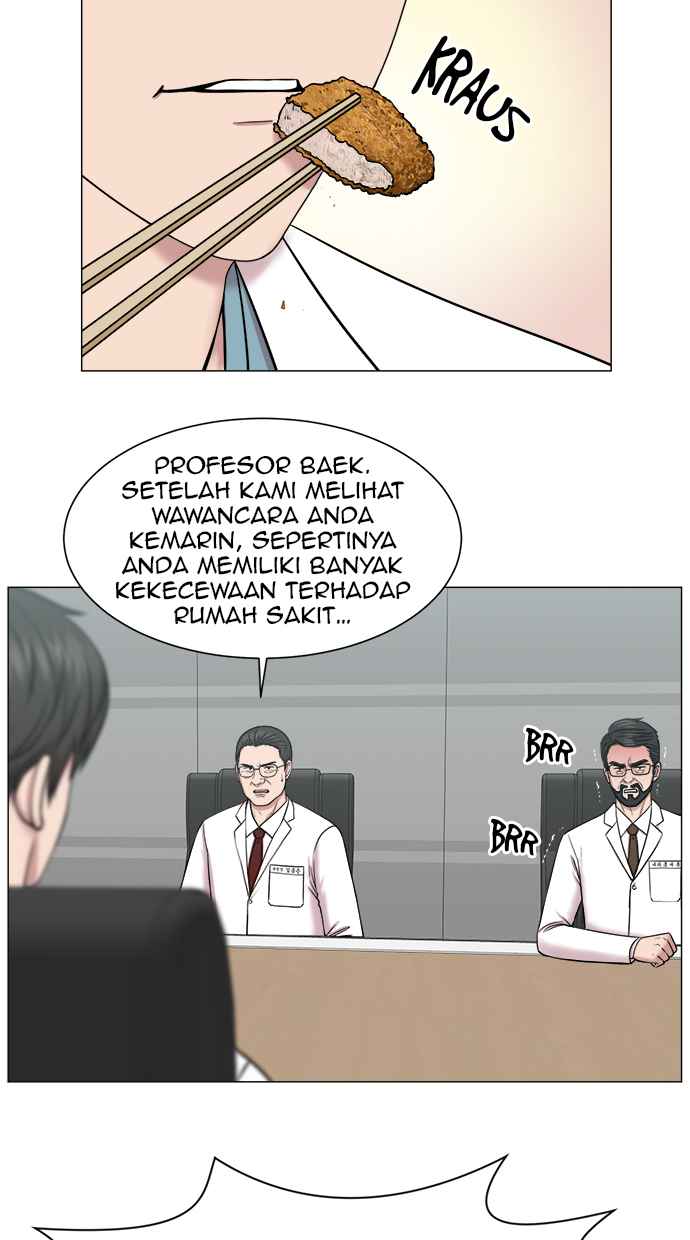 KRAUS
PROFESOR BAEK,
SETELAH KAMI MELIHAT
WAWANCARA ANDA
KEMARIN, SEPERTINYA
ANDA MEMILIKI BANYAK
KEKECEWAAN TERHADAP
RUMAH SAKIT...
BRR
BRR